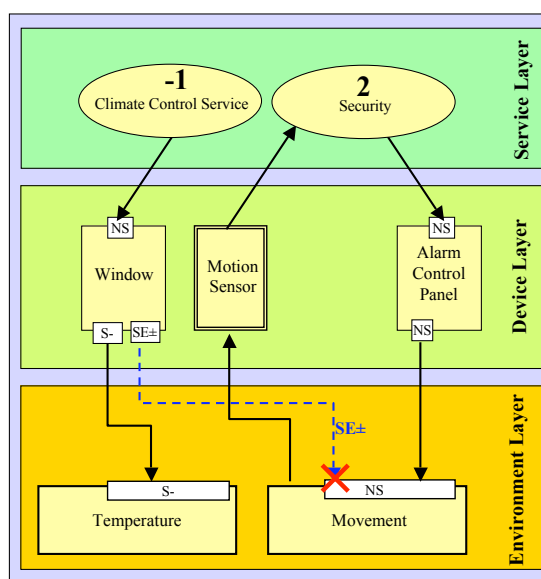 -1
Climate Control Service
2
Security
Service Layer
NS
Window
S-
SE±
Motion
Sensor
NS
Alarm
Control
Panel
NS
Device Layer
SE±
S-
Temperature
NS
Movement
Environment Layer